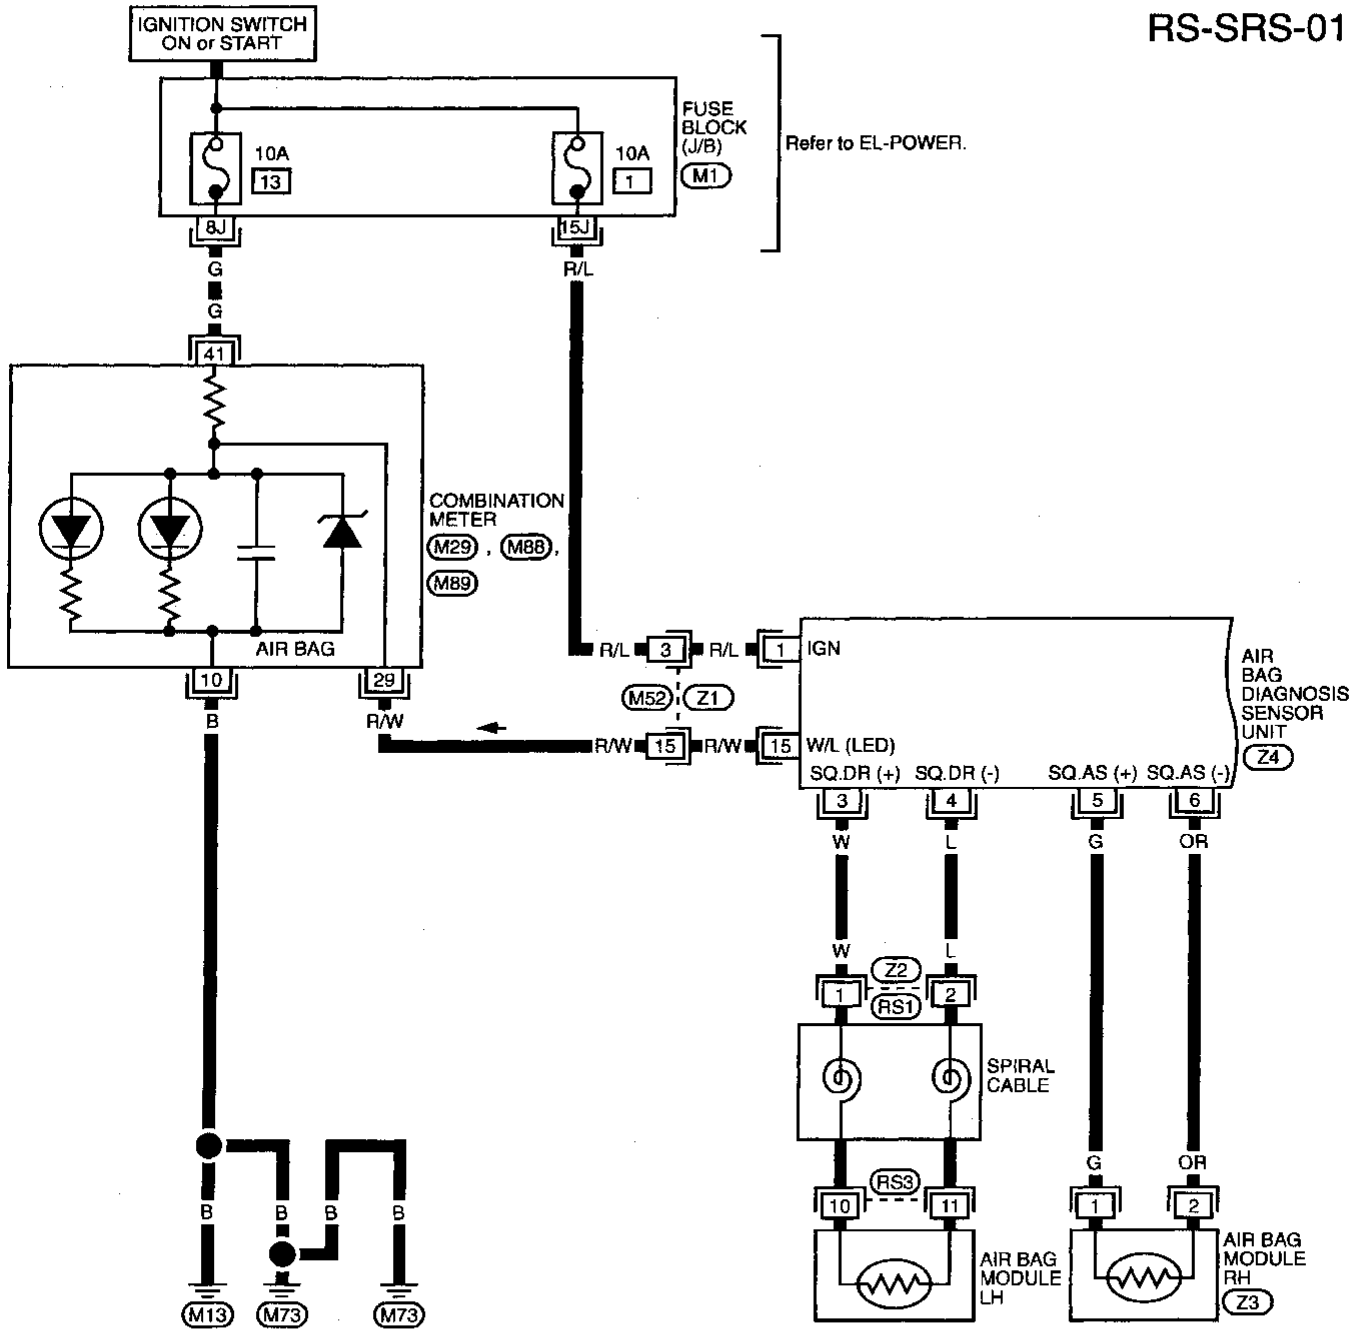 RS-SRS-01
IGNITION SWITCH
ON or START
FUSE
BLOCK
(J/B)
M1
Refer to EL-POWER.
10A
13
10A
1
8J
15J
G
R/L
G
41
COMBINATION
METER
M29 , M88 ,
M89
AIR BAG
10
29
B
R/W
R/L
3
R/L
1
IGN
M52
Z1
R/W
15
R/W
15
W/L (LED)
AIR
BAG
DIAGNOSIS
SENSOR
UNIT
Z4
SQ.DR (+)
SQ.DR (-)
SQ.AS (+)
SQ.AS (-)
3
4
5
6
W
L
G
OR
W
L
Z2
1
2
RS1
SPIRAL
CABLE
G
OR
RS3
10
11
1
2
B
B
B
B
AIR BAG
MODULE
LH
AIR BAG
MODULE
RH
Z3
M13
M73
M73